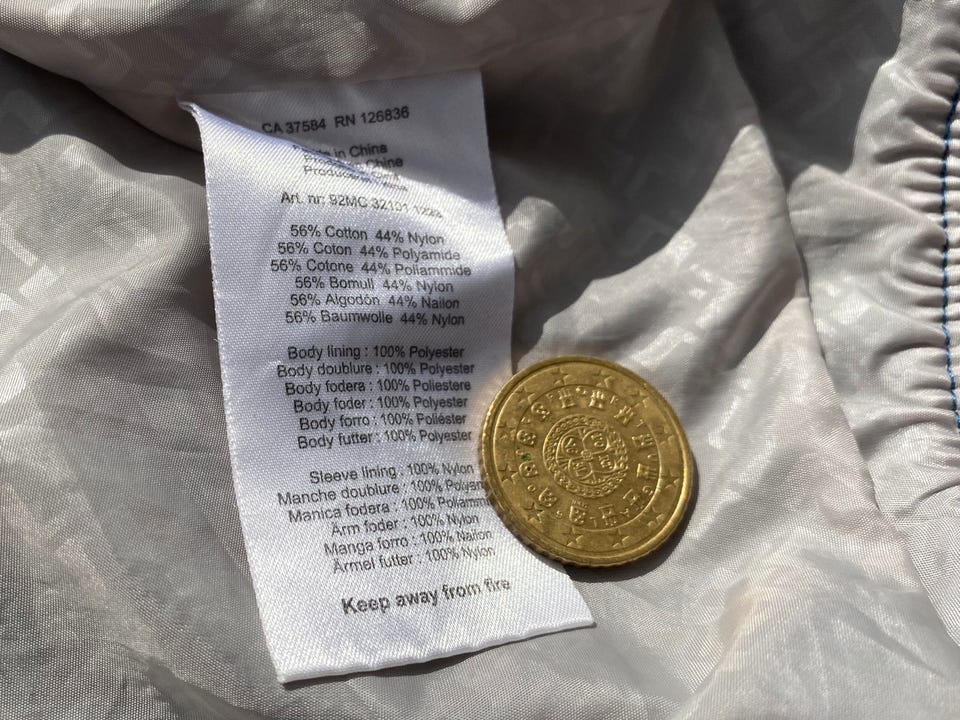 CA 37584 RN 126836
Made in China
Produit en Chine
Art. nr: 92MC 32101 1223
56% Cotton 44% Nylon
56% Coton 44% Polyamide
56% Cotone 44% Poliammide
56% Bomull 44% Nylon
56% Algodón 44% Nailon
56% Baumwolle 44% Nylon
Body lining : 100% Polyester
Body doublure : 100% Polyester
Body fodera : 100% Poliestere
Body foder : 100% Polyester
Body forro : 100% Poliéster
Body futter : 100% Polyester
Sleeve lining : 100% Nylon
Manche doublure : 100%
Manica fodera : 100%
Arm foder : 100% Nylon
Manga forro : 100% Nailon
Ärmel futter : 100% Nylon
Keep away from fire